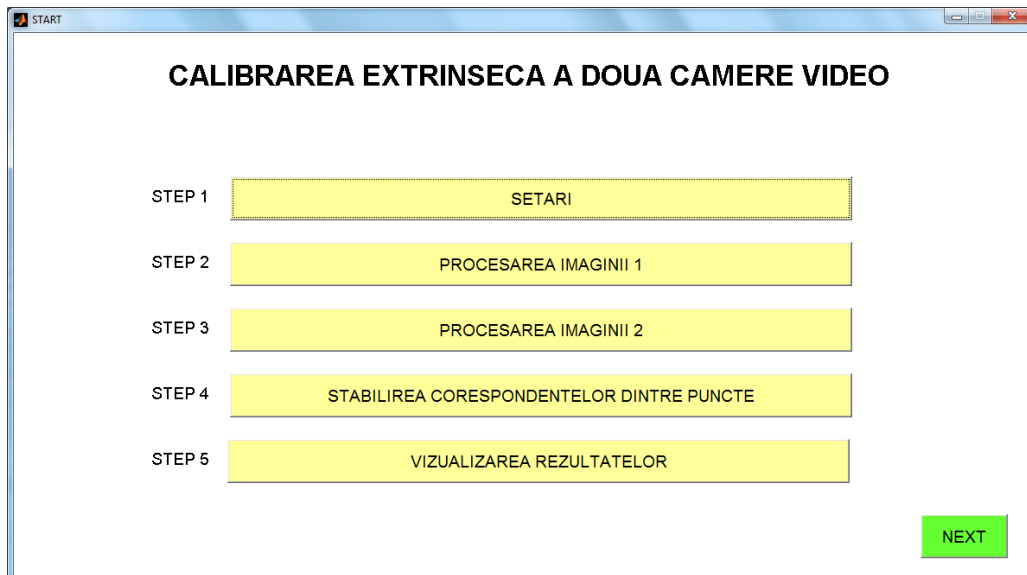 START
CALIBRAREA EXTRINSECA A DOUA CAMERE VIDEO
STEP 1 SETARI
STEP 2 PROCESAREA IMAGINII 1
STEP 3 PROCESAREA IMAGINII 2
STEP 4 STABILIREA CORESPONDENTELOR DINTRE PUNCTE
STEP 5 VIZUALIZAREA REZULTATELOR
NEXT